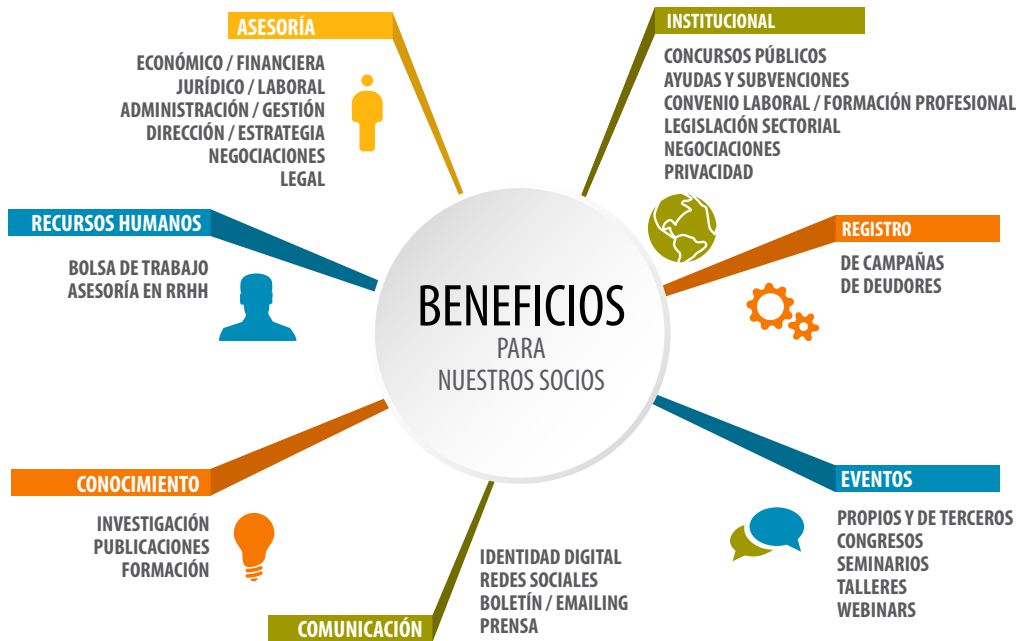 ASESORÍA
ECONÓMICO / FINANCIERA
JURÍDICO / LABORAL
ADMINISTRACIÓN / GESTIÓN
DIRECCIÓN / ESTRATEGIA
NEGOCIACIONES
LEGAL
INSTITUCIONAL
CONCURSOS PÚBLICOS
AYUDAS Y SUBVENCIONES
CONVENIO LABORAL / FORMACIÓN PROFESIONAL
LEGISLACIÓN SECTORIAL
NEGOCIACIONES
PRIVACIDAD
RECURSOS HUMANOS
BOLSA DE TRABAJO
ASESORÍA EN RRHH
BENEFICIOS
PARA
NUESTROS SOCIOS
REGISTRO
DE CAMPAÑAS
DE DEUDORES
CONOCIMIENTO
INVESTIGACIÓN
PUBLICACIONES
FORMACIÓN
COMUNICACIÓN
IDENTIDAD DIGITAL
REDES SOCIALES
BOLETÍN / EMAILING
PRENSA
EVENTOS
PROPIOS Y DE TERCEROS
CONGRESOS
SEMINARIOS
TALLERES
WEBINARS